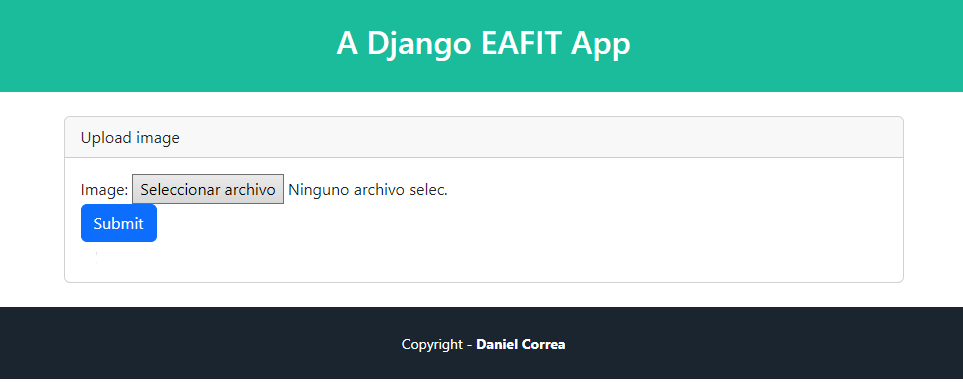 A Django EAFIT App
Upload image
Image: Seleccionar archivo Ninguno archivo selec.
Submit
Copyright - Daniel Correa